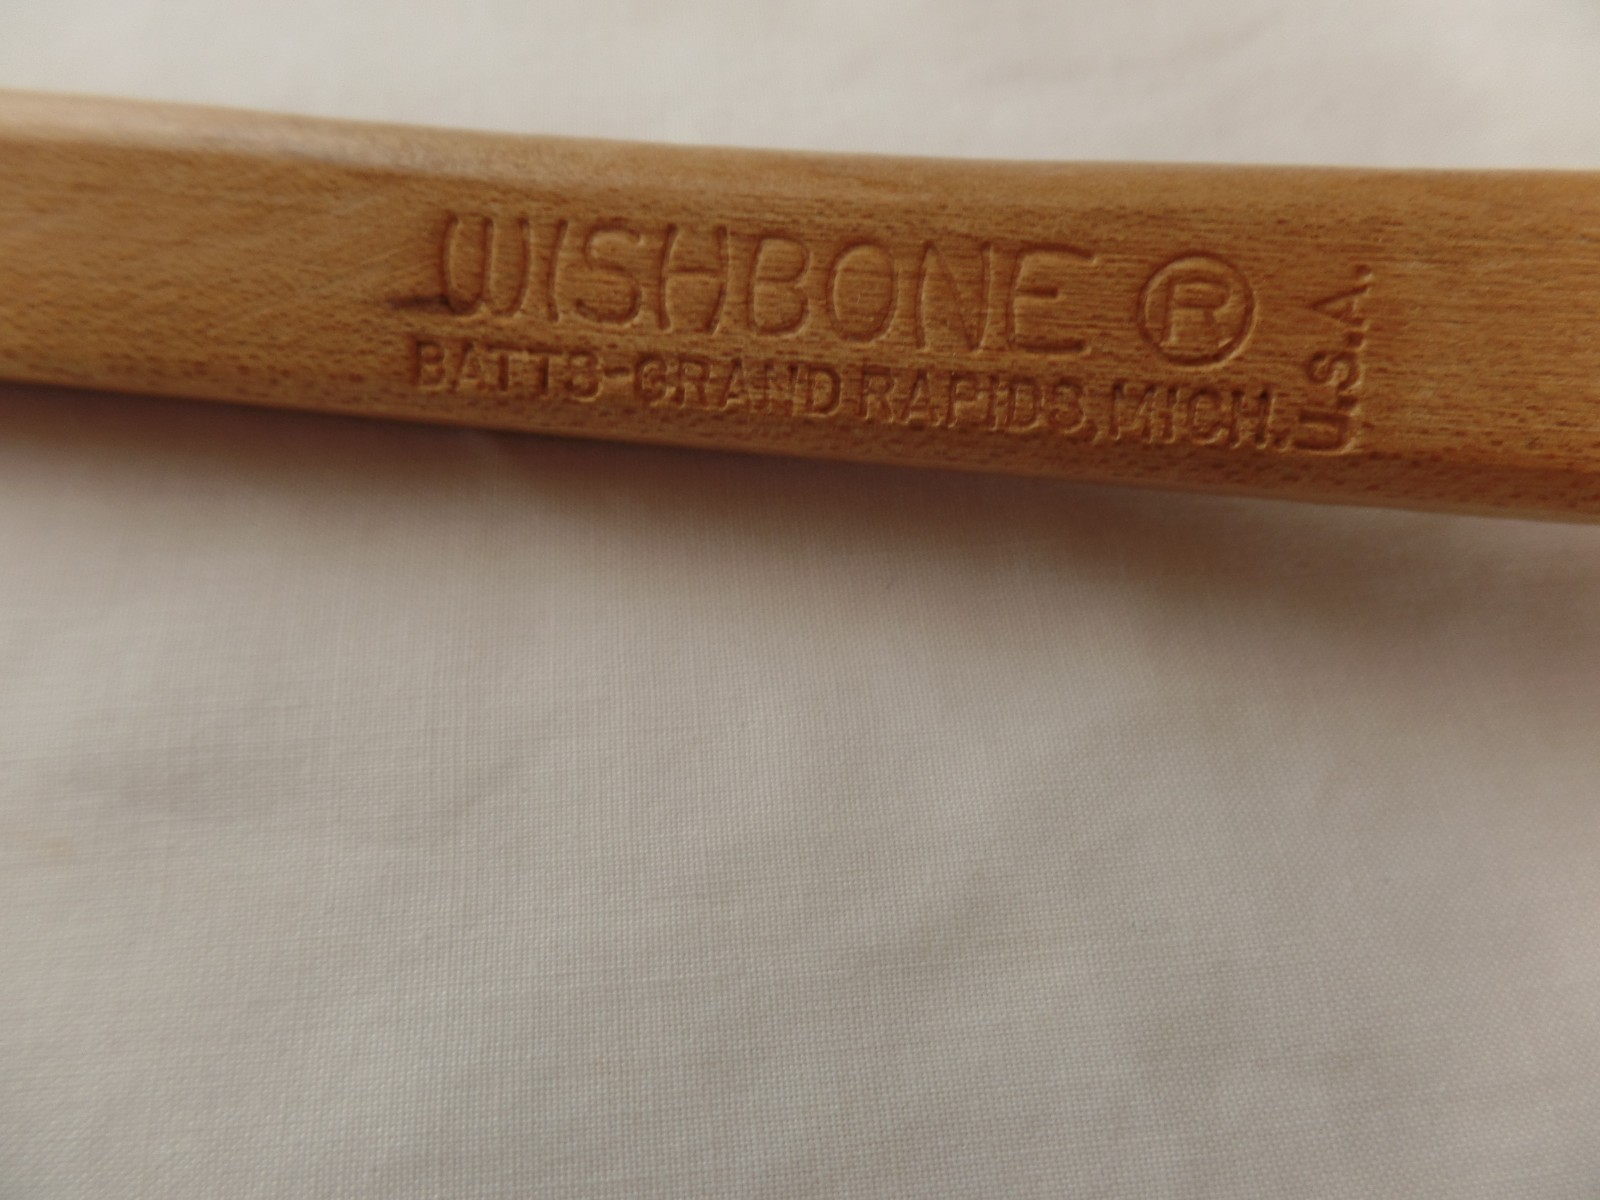 WISHBONE ®
BATTS-GRAND RAPIDS, MICH.
U.S.A.